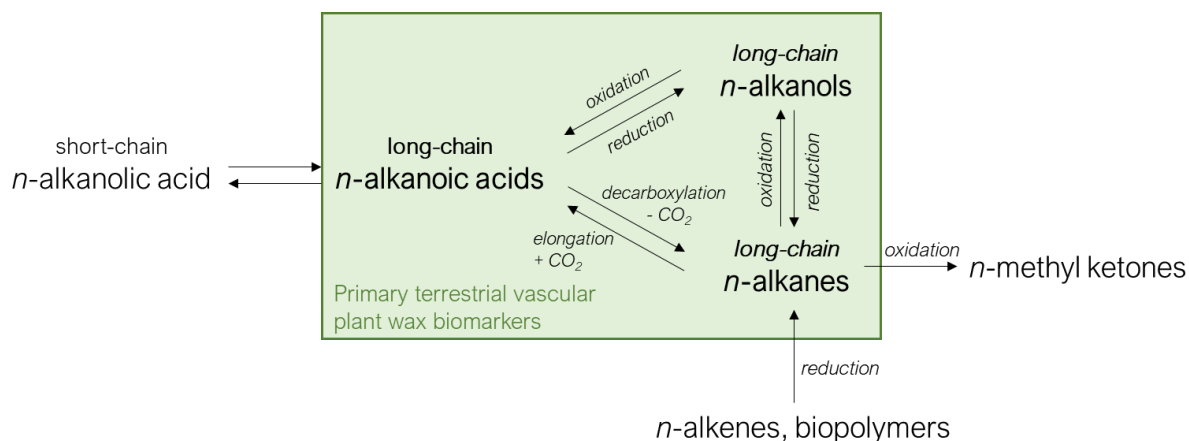 long-chain
n-alkanols
oxidation
reduction
short-chain
n-alkanolic acid
long-chain
n-alkanoic acids
oxidation
reduction
decarboxylation
- CO2
elongation
+ CO2
long-chain
n-alkanes
oxidation
n-methyl ketones
Primary terrestrial vascular
plant wax biomarkers
reduction
n-alkenes, biopolymers